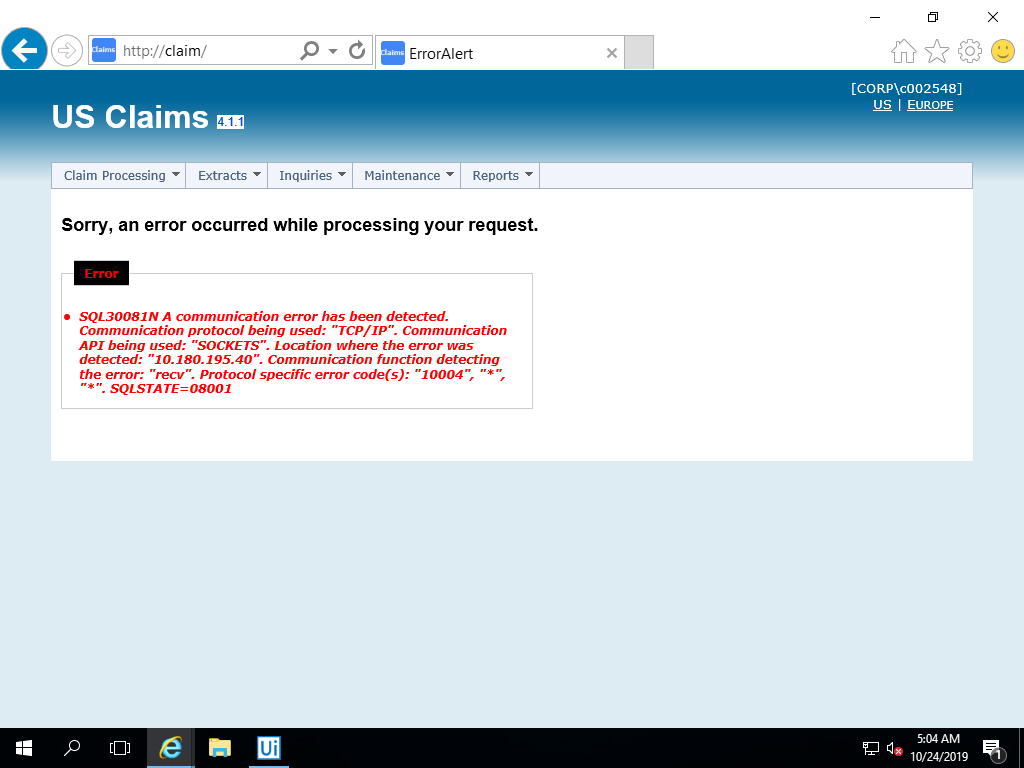 Claims http://claim/
Claims ErrorAlert
[CORP\c002548]
US | EUROPE
US Claims 4.1.1
Claim Processing Extracts Inquiries Maintenance Reports
Sorry, an error occurred while processing your request.
Error
SQL30081N A communication error has been detected.
Communication protocol being used: "TCP/IP". Communication
API being used: "SOCKETS". Location where the error was
detected: "10.180.195.40". Communication function detecting
the error: "recv". Protocol specific error code(s): "10004", "*",
"*". SQLSTATE=08001
Ui
5:04 AM
10/24/2019
1